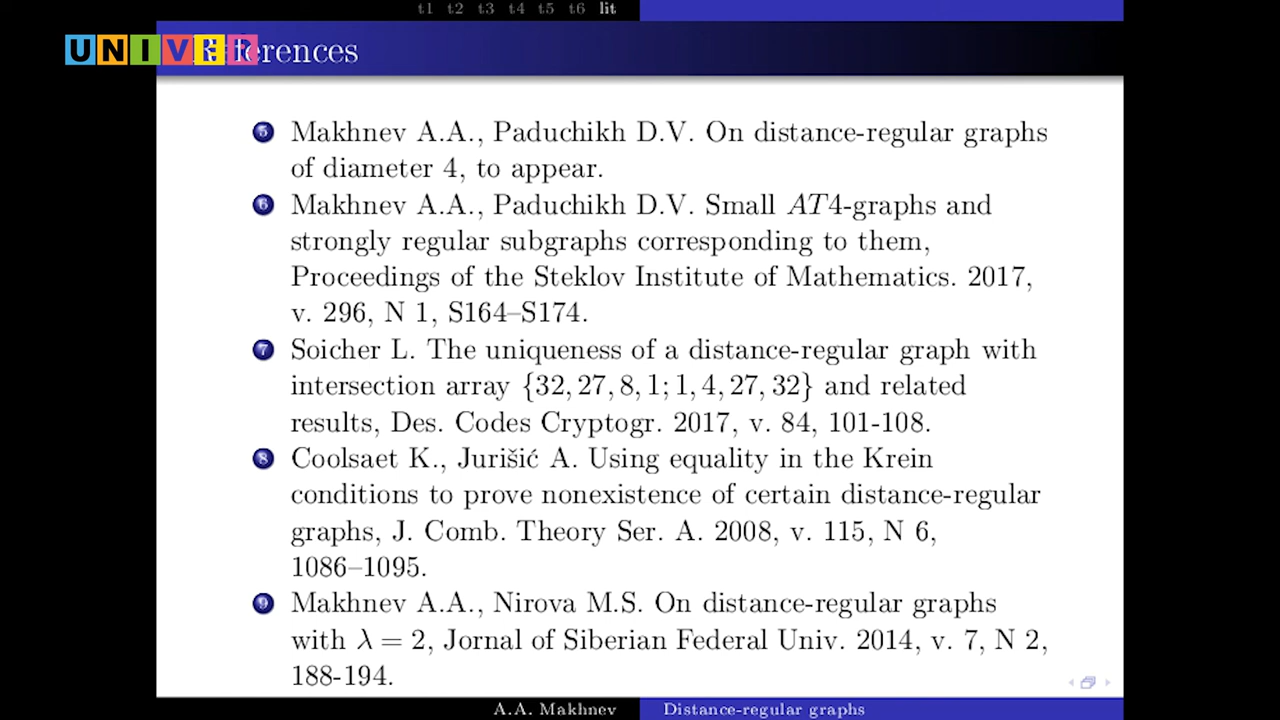 t1 t2 t3 t4 t5 t6 lit
UNIVER
References
5 Makhnev A.A., Paduchikh D.V. On distance-regular graphs
of diameter 4, to appear.
6 Makhnev A.A., Paduchikh D.V. Small AT4-graphs and
strongly regular subgraphs corresponding to them,
Proceedings of the Steklov Institute of Mathematics. 2017,
v. 296, N 1, S164–S174.
7 Soicher L. The uniqueness of a distance-regular graph with
intersection array {32, 27, 8, 1; 1, 4, 27, 32} and related
results, Des. Codes Cryptogr. 2017, v. 84, 101-108.
8 Coolsaet K., Jurišić A. Using equality in the Krein
conditions to prove nonexistence of certain distance-regular
graphs, J. Comb. Theory Ser. A. 2008, v. 115, N 6,
1086–1095.
9 Makhnev A.A., Nirova M.S. On distance-regular graphs
with λ = 2, Jornal of Siberian Federal Univ. 2014, v. 7, N 2,
188-194.
A.A. Makhnev Distance-regular graphs